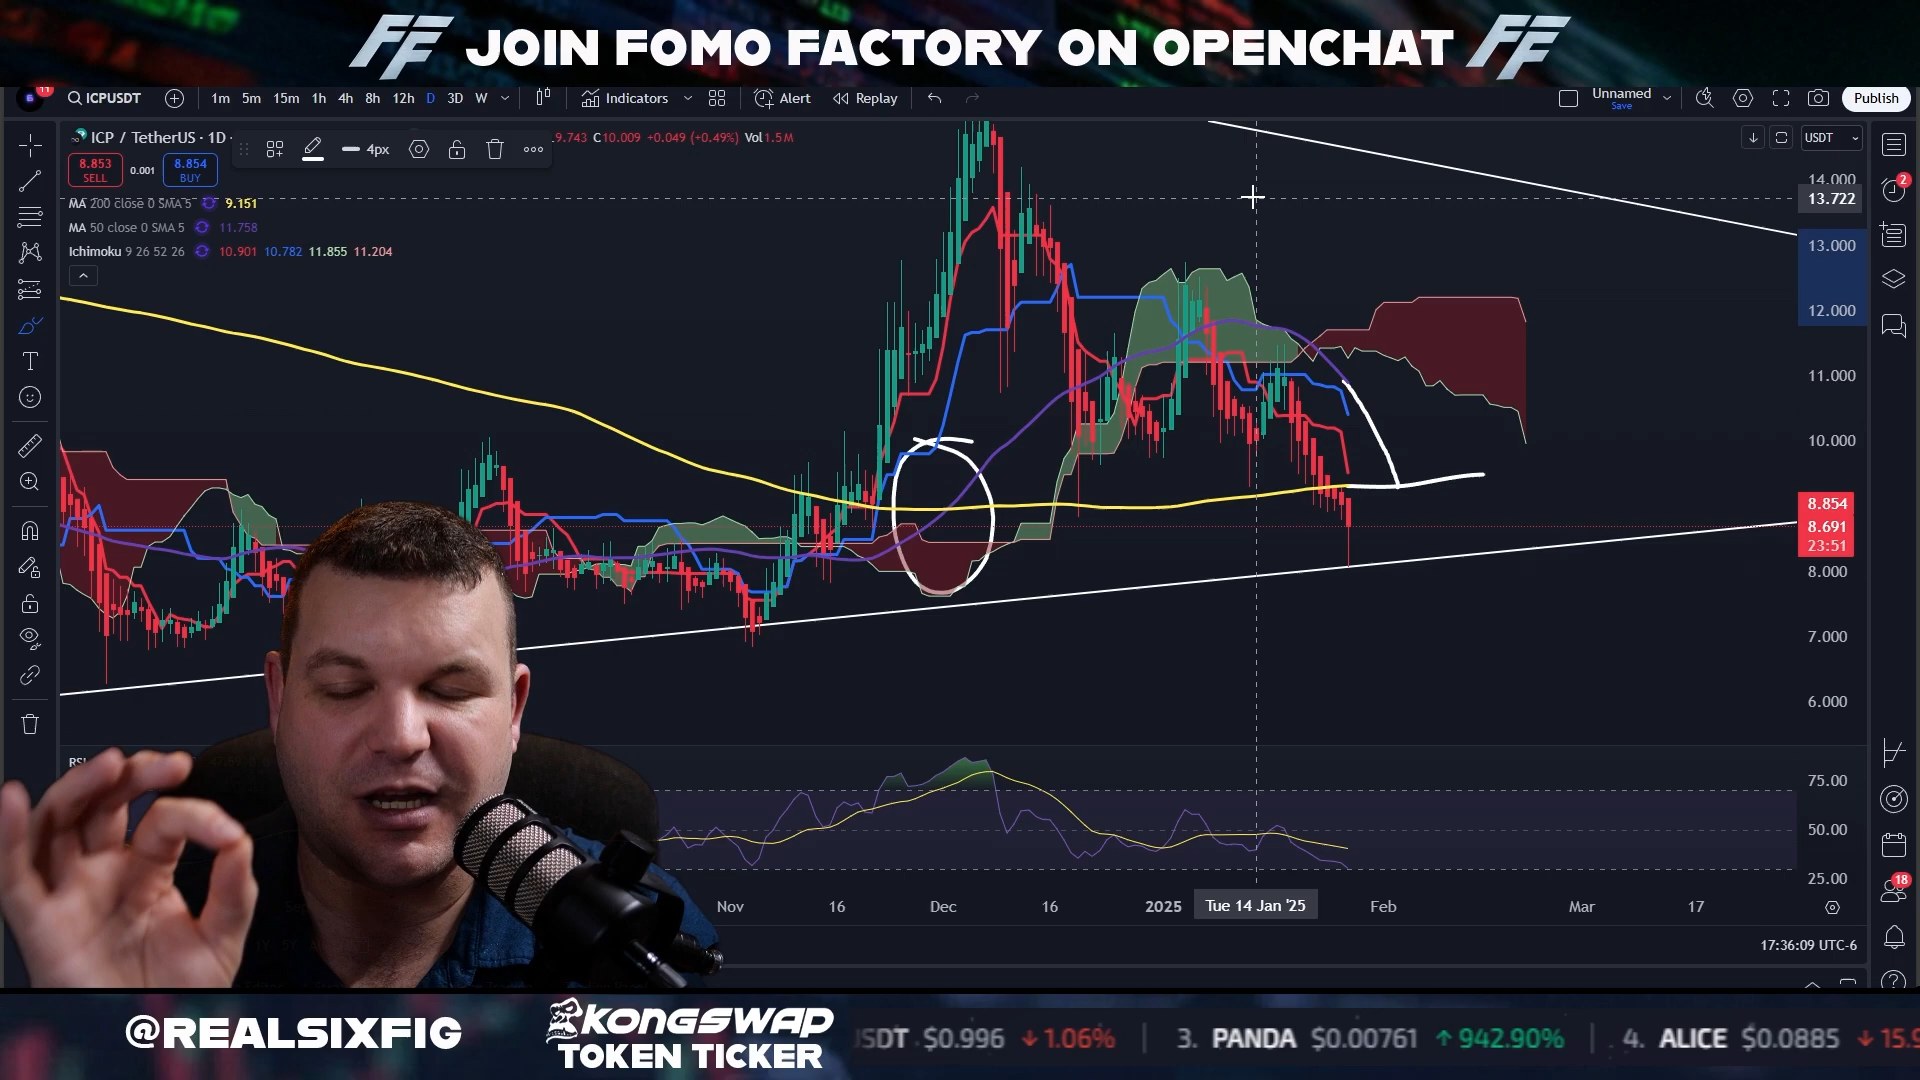 FF JOIN FOMO FACTORY ON OPENCHAT FF
11
ICPUSDT 1m 5m 15m 1h 4h 8h 12h D 3D W Indicators Alert Replay Unnamed Save Publish
ICP / TetherUS · 1D · 9.743 C10.009 +0.049 (+0.49%) Vol 1.5 M USDT
4px
8.853 SELL 0.001 8.854 BUY
MA 200 close 0 SMA 5 9.151
MA 50 close 0 SMA 5 11.758
Ichimoku 9 26 52 26 10.901 10.782 11.855 11.204
14.000
13.722
13.000
12.000
11.000
10.000
8.854
8.691
23:51
8.000
7.000
6.000
75.00
50.00
25.00
2
18
Nov 16 Dec 16 2025 Tue 14 Jan '25 Feb Mar 17
17:36:09 UTC-6
@REALSIXFIG
KONGSWAP
TOKEN TICKER
$0.996 1.06% 3. PANDA $0.00761 942.90% 4. ALICE $0.0885